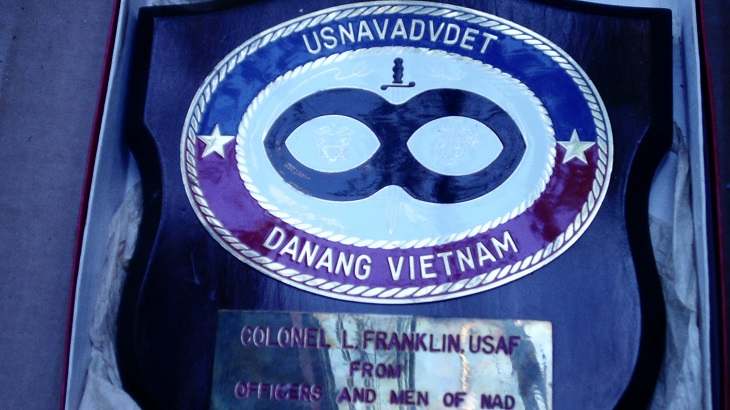 USNAVADVDET
DANANG VIETNAM
COLONEL L. FRANKLIN, USAF
FROM
OFFICERS AND MEN OF NAD